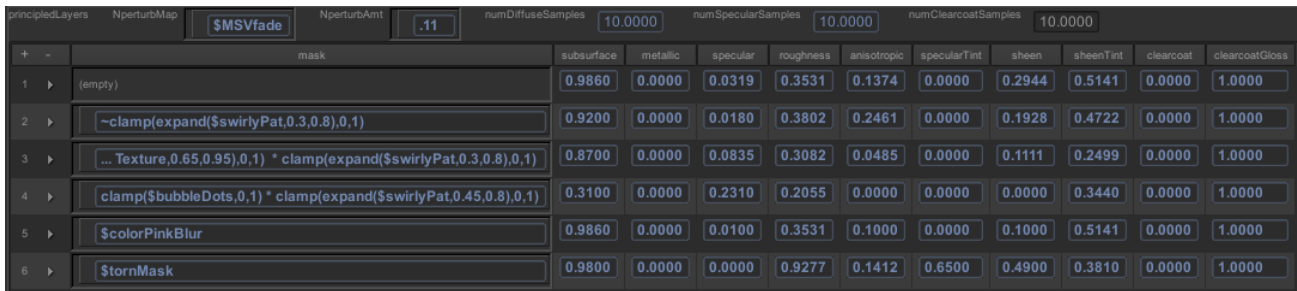 principledLayers NperturbMap $MSVfade NperturbAmt .11 numDiffuseSamples 10.0000 numSpecularSamples 10.0000 numClearcoatSamples 10.0000
+ - mask subsurface metallic specular roughness anisotropic specularTint sheen sheenTint clearcoat clearcoatGloss
1 (empty) 0.9860 0.0000 0.0319 0.3531 0.1374 0.0000 0.2944 0.5141 0.0000 1.0000
2 ~clamp(expand($swirlyPat,0.3,0.8),0,1) 0.9200 0.0000 0.0180 0.3802 0.2461 0.0000 0.1928 0.4722 0.0000 1.0000
3 ... Texture,0.65,0.95),0,1) * clamp(expand($swirlyPat,0.3,0.8),0,1) 0.8700 0.0000 0.0835 0.3082 0.0485 0.0000 0.1111 0.2499 0.0000 1.0000
4 clamp($bubbleDots,0,1) * clamp(expand($swirlyPat,0.45,0.8),0,1) 0.3100 0.0000 0.2310 0.2055 0.0000 0.0000 0.0000 0.3440 0.0000 1.0000
5 $colorPinkBlur 0.9860 0.0000 0.0100 0.3531 0.1000 0.0000 0.1000 0.5141 0.0000 1.0000
6 $tornMask 0.9800 0.0000 0.0000 0.9277 0.1412 0.6500 0.4900 0.3810 0.0000 1.0000